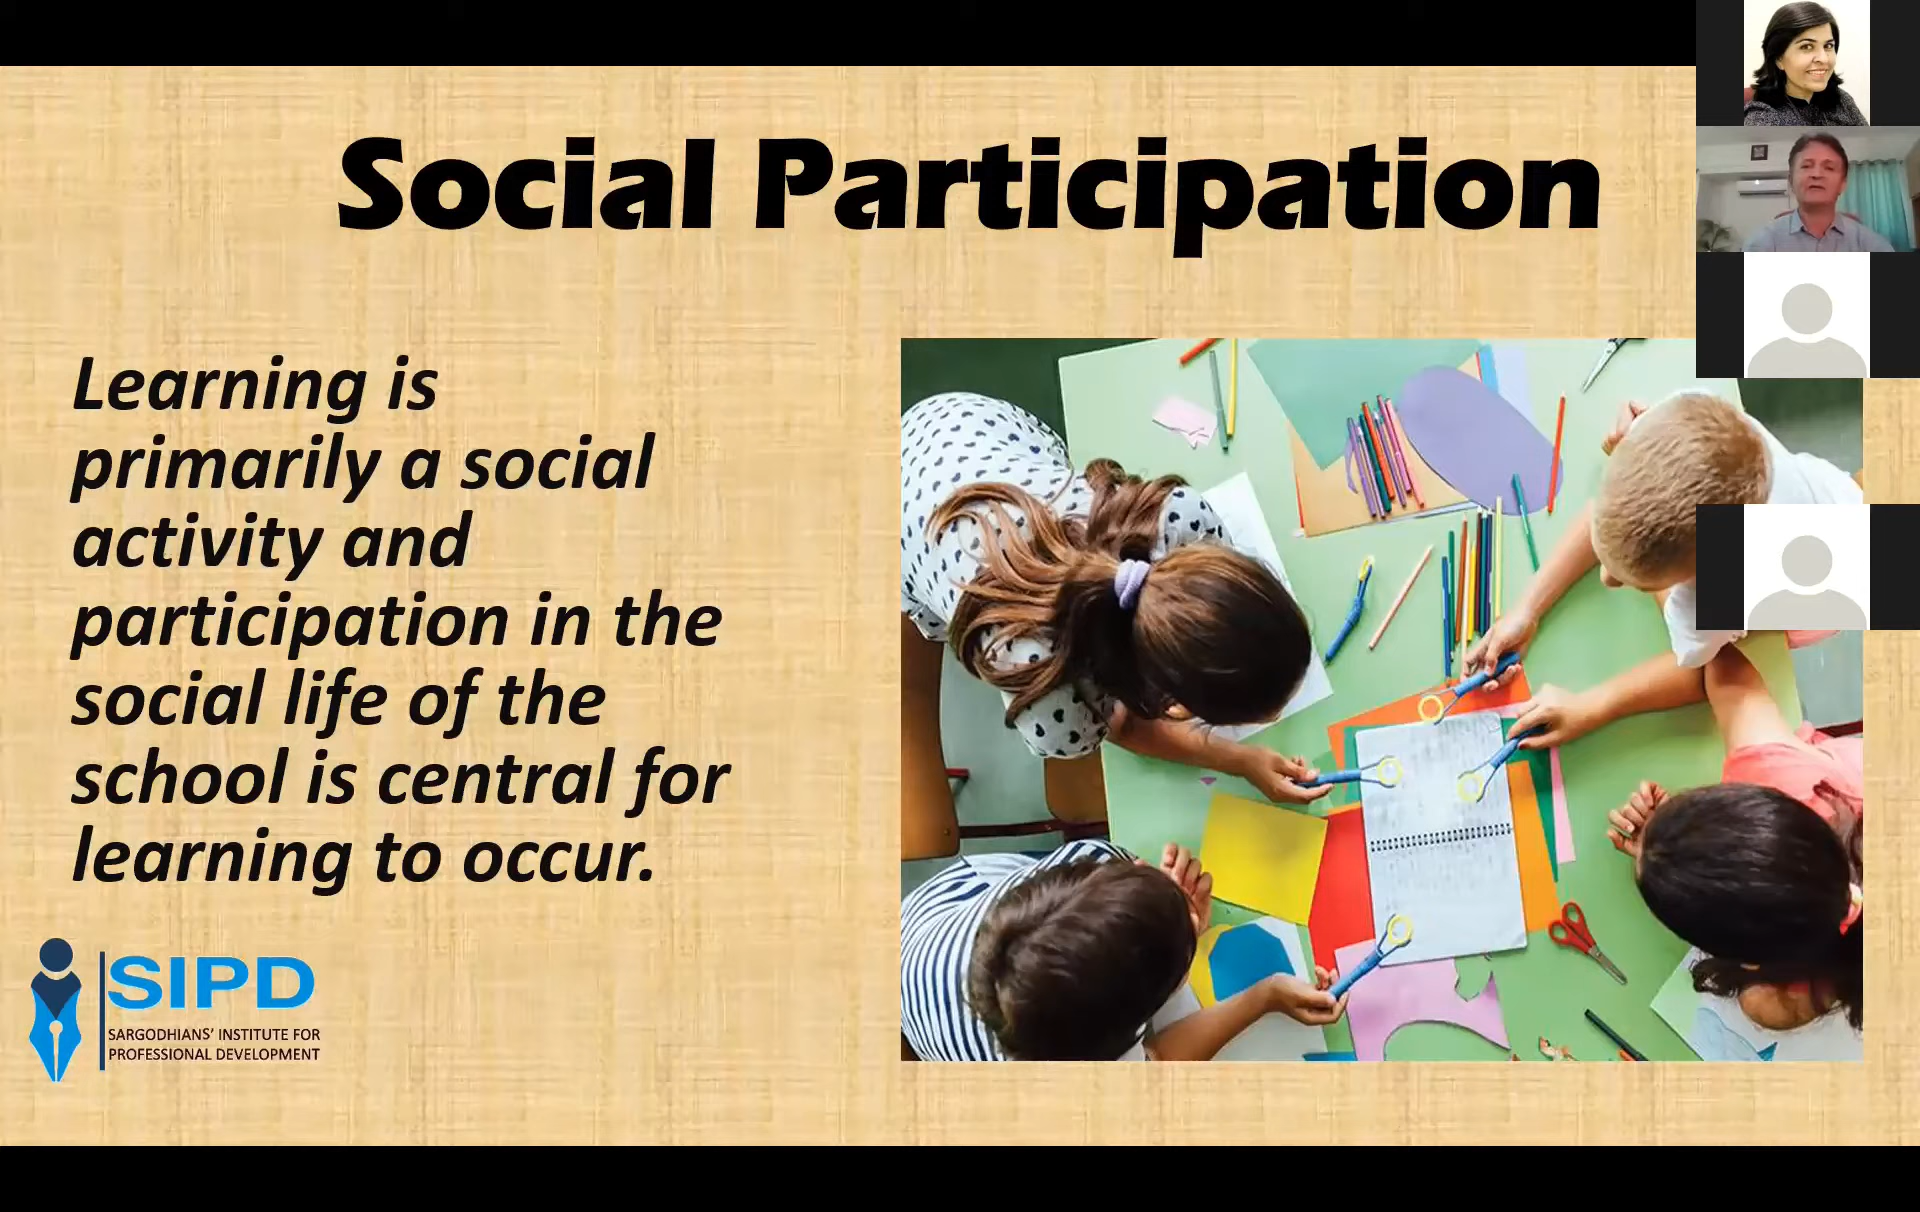 Social Participation
Learning is
primarily a social
activity and
participation in the
social life of the
school is central for
learning to occur.
SIPD
SARGODHIANS’ INSTITUTE FOR
PROFESSIONAL DEVELOPMENT